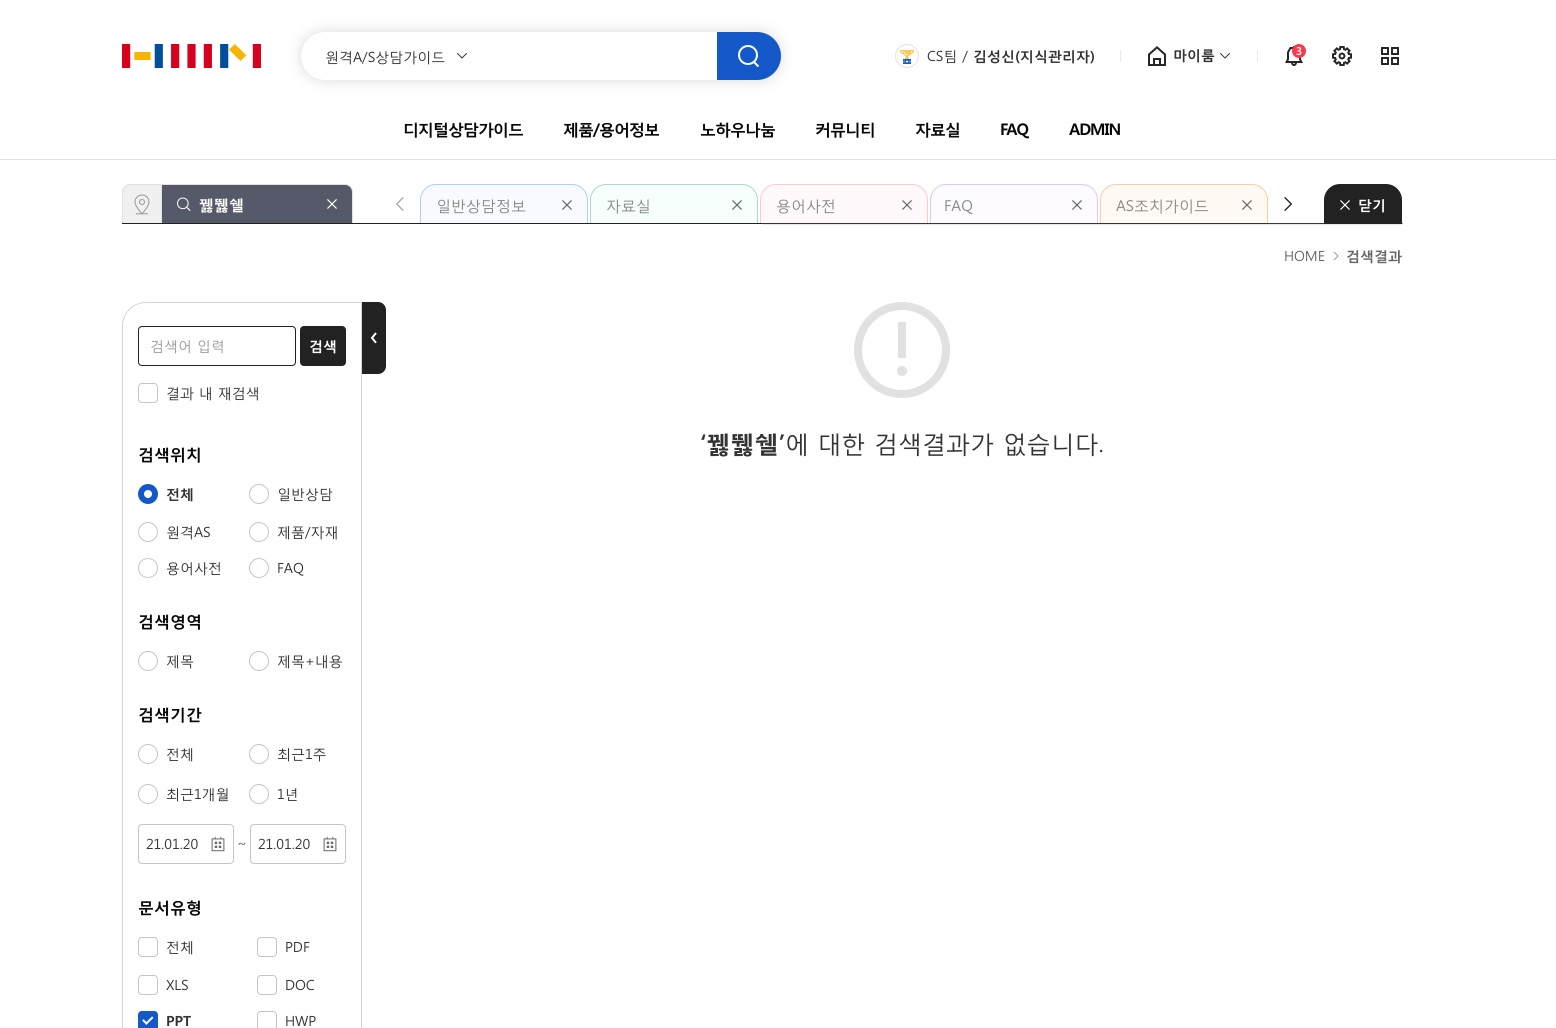 원격A/S상담가이드
CS팀 / 김성신(지식관리자)
마이룸
3
디지털상담가이드 제품/용어정보 노하우나눔 커뮤니티 자료실 FAQ ADMIN
꿿뛿쉘
일반상담정보
자료실
용어사전
FAQ
AS조치가이드
닫기
HOME > 검색결과
검색어 입력
검색
결과 내 재검색
검색위치
전체 일반상담
원격AS 제품/자재
용어사전 FAQ
검색영역
제목 제목+내용
검색기간
전체 최근1주
최근1개월 1년
21.01.20 ~ 21.01.20
문서유형
전체 PDF
XLS DOC
PPT HWP
‘꿿뛿쉘’에 대한 검색결과가 없습니다.